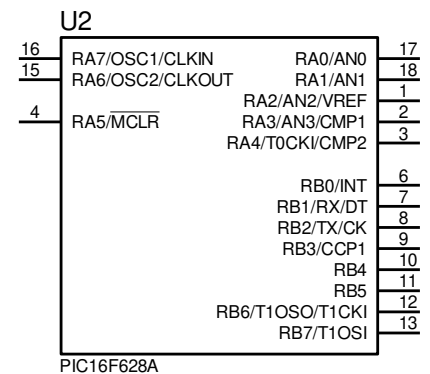 U2
16 RA7/OSC1/CLKIN RA0/AN0 17
15 RA6/OSC2/CLKOUT RA1/AN1 18
RA2/AN2/VREF 1
4 RA5/MCLR RA3/AN3/CMP1 2
RA4/T0CKI/CMP2 3
RB0/INT 6
RB1/RX/DT 7
RB2/TX/CK 8
RB3/CCP1 9
RB4 10
RB5 11
RB6/T1OSO/T1CKI 12
RB7/T1OSI 13
PIC16F628A